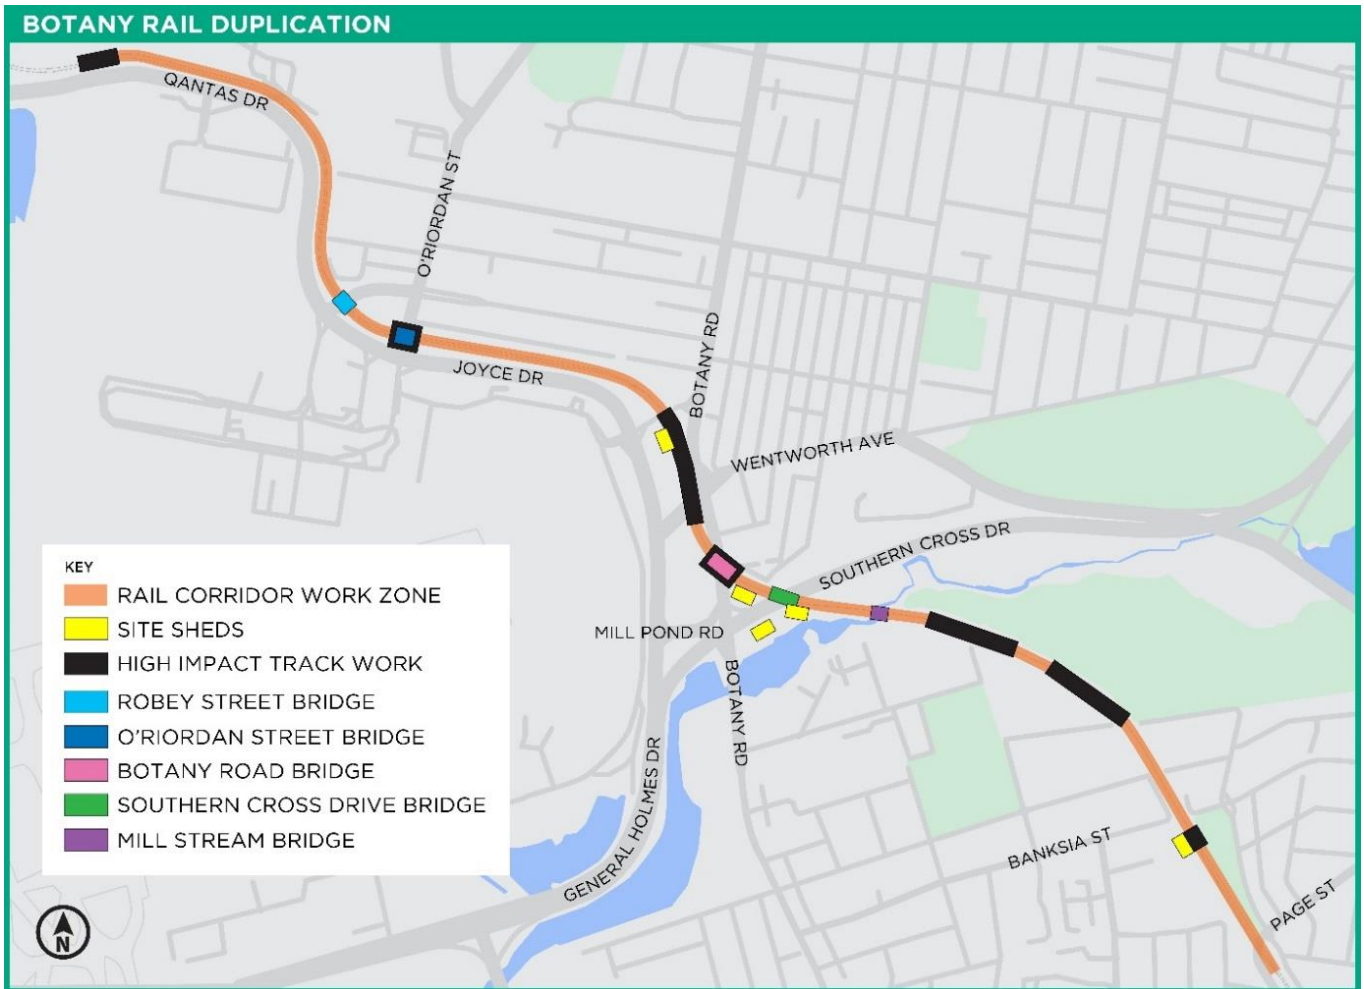 BOTANY RAIL DUPLICATION
QANTAS DR
O'RIORDAN ST
JOYCE DR
BOTANY RD
WENTWORTH AVE
SOUTHERN CROSS DR
MILL POND RD
BOTANY RD
GENERAL HOLMES DR
BANKSIA ST
PAGE ST
KEY
RAIL CORRIDOR WORK ZONE
SITE SHEDS
HIGH IMPACT TRACK WORK
ROBEY STREET BRIDGE
O'RIORDAN STREET BRIDGE
BOTANY ROAD BRIDGE
SOUTHERN CROSS DRIVE BRIDGE
MILL STREAM BRIDGE
N